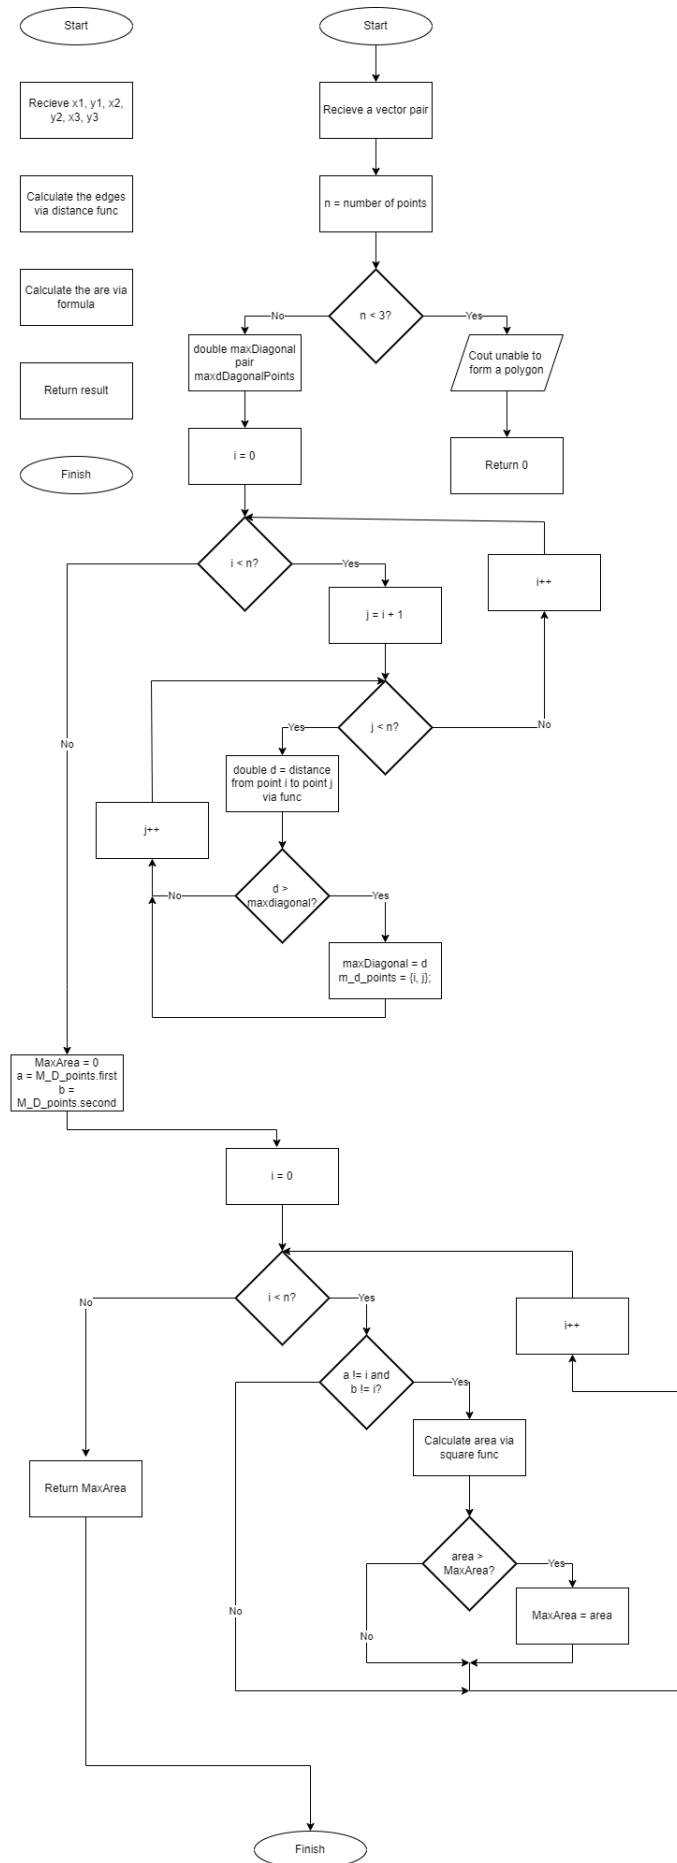 Start
Recieve x1, y1, x2,
y2, x3, y3
Calculate the edges
via distance func
Calculate the are via
formula
Return result
Finish
Start
Recieve a vector pair
n = number of points
n < 3?
No
Yes
double maxDiagonal
pair
maxdDagonalPoints
Cout unable to
form a polygon
i = 0
Return 0
i < n?
Yes
i++
j = i + 1
No
j < n?
Yes
No
double d = distance
from point i to point j
via func
j++
d >
maxdiagonal?
No
Yes
maxDiagonal = d
m_d_points = {i, j};
MaxArea = 0
a = M_D_points.first
b =
M_D_points.second
i = 0
i < n?
No
Yes
i++
a != i and
b != i?
Yes
Calculate area via
square func
Return MaxArea
area >
MaxArea?
Yes
No
No
MaxArea = area
Finish